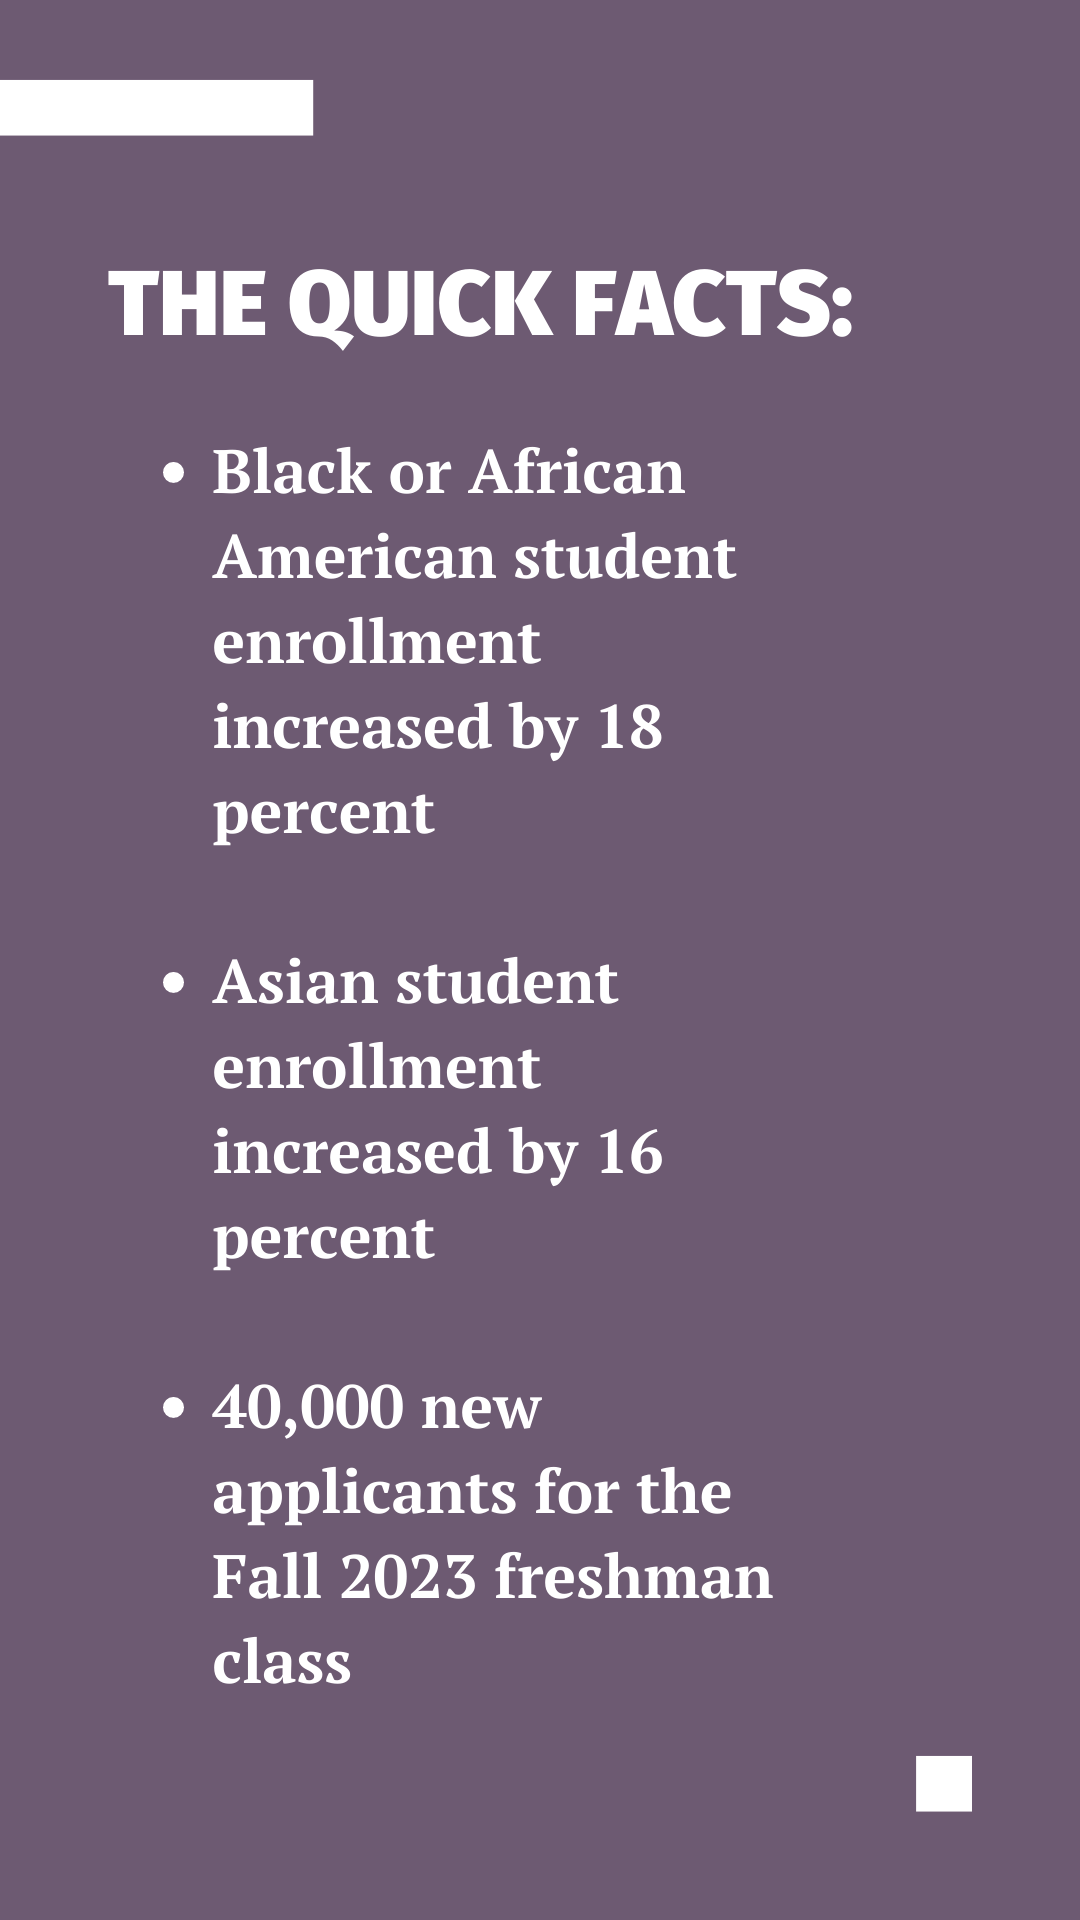 THE QUICK FACTS:
• Black or African
American student
enrollment
increased by 18
percent
• Asian student
enrollment
increased by 16
percent
• 40,000 new
applicants for the
Fall 2023 freshman
class